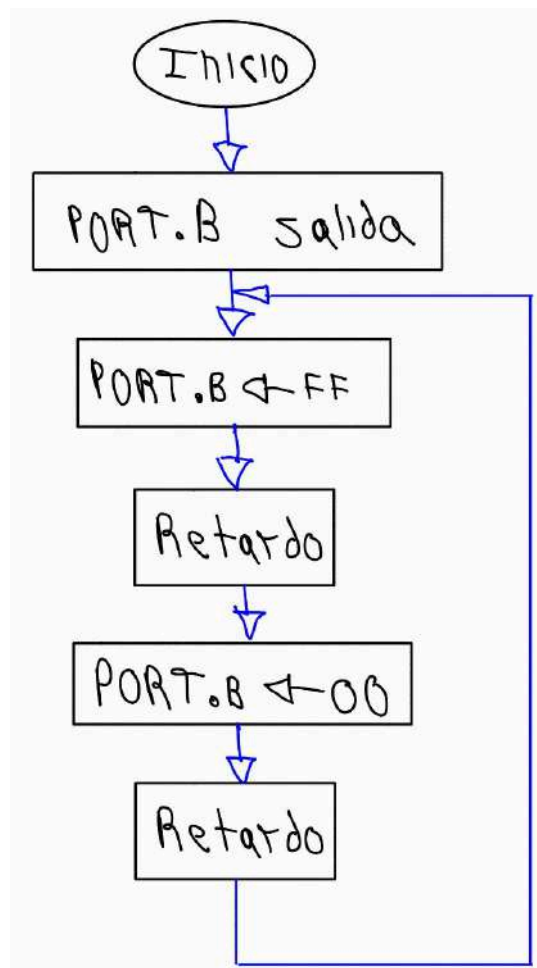 Inicio
PORT.B salida
PORT.B ← FF
Retardo
PORT.B ← 00
Retardo